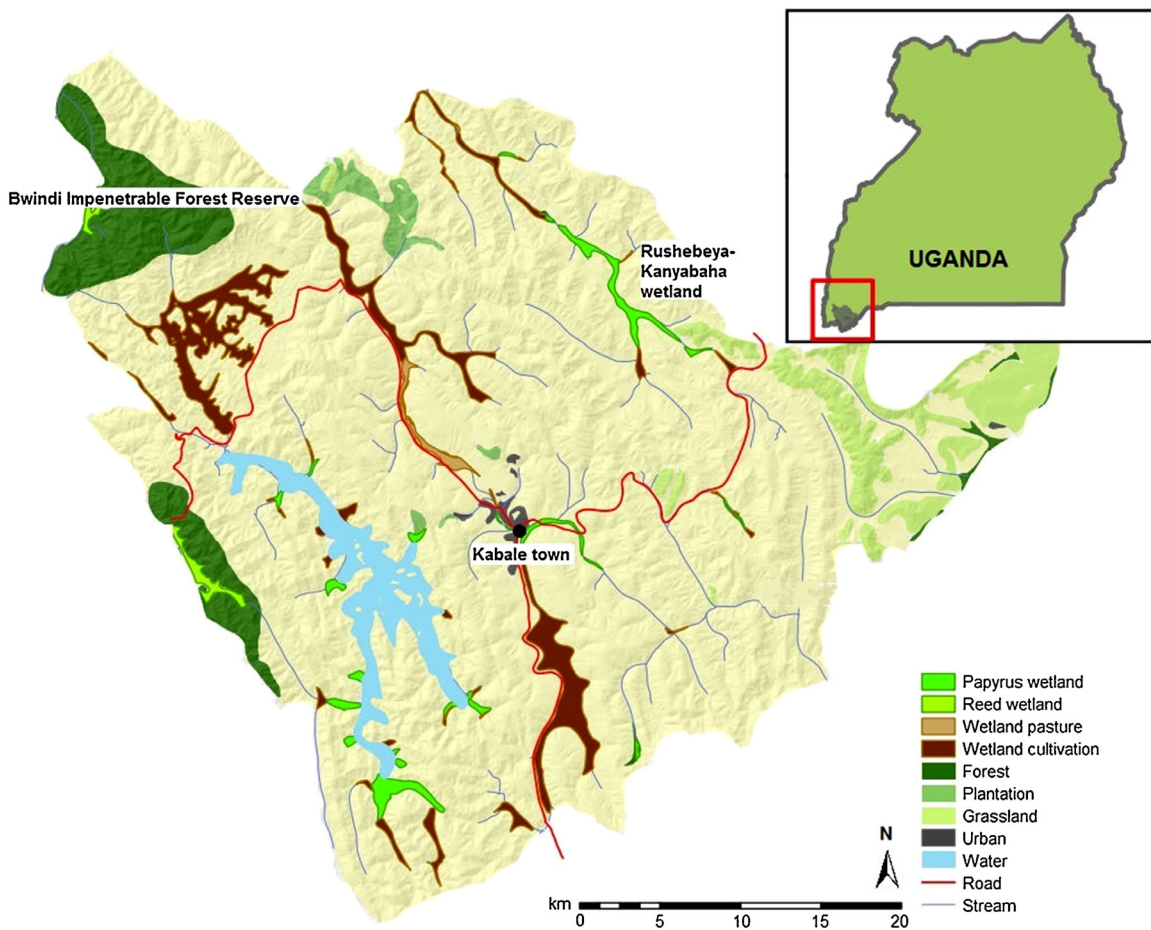 UGANDA
Bwindi Impenetrable Forest Reserve
Rushebeya-
Kanyabaha
wetland
Kabale town
Papyrus wetland
Reed wetland
Wetland pasture
Wetland cultivation
Forest
Plantation
Grassland
Urban
Water
Road
Stream
N
km
0 5 10 15 20